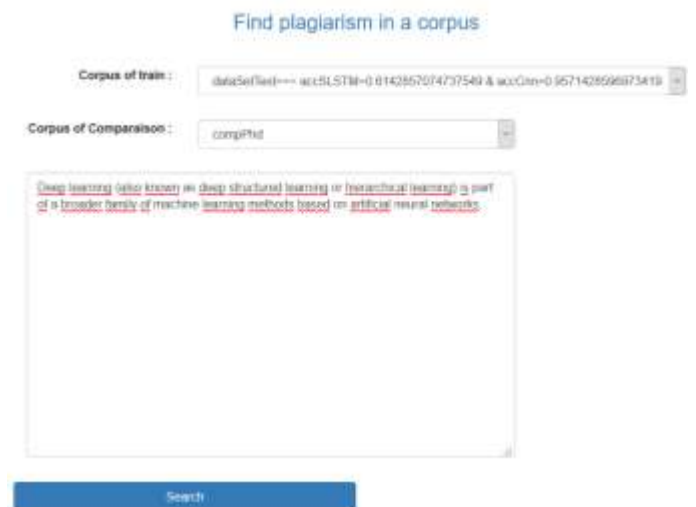 Find plagiarism in a corpus
Corpus of train :
dataSetTest=== accSLSTM=0.6142857074737549 & accCnn=0.9571428596973419
Corpus of Comparaison :
compPhd
Deep learning (also known as deep structured learning or hierarchical learning) is part
of a broader family of machine learning methods based on artificial neural networks
Search